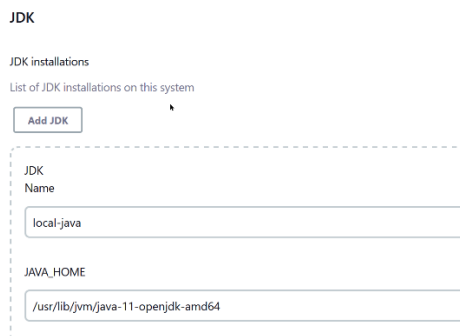 JDK
JDK installations
List of JDK installations on this system
Add JDK
JDK
Name
local-java
JAVA_HOME
/usr/lib/jvm/java-11-openjdk-amd64